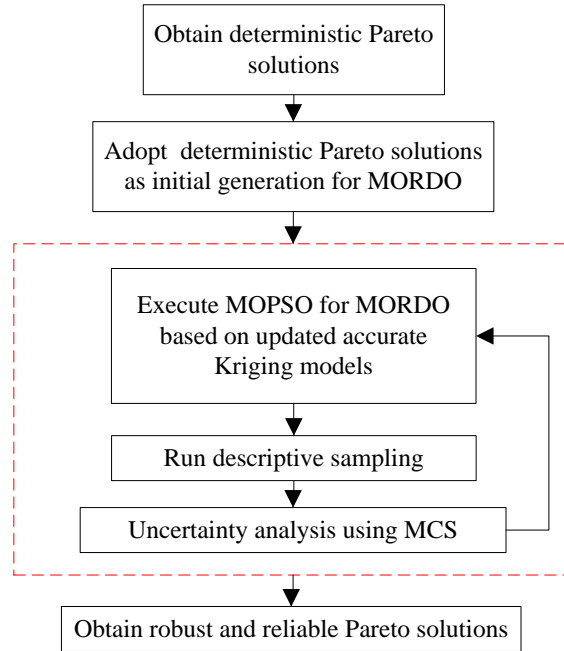 Obtain deterministic Pareto
solutions
Adopt deterministic Pareto solutions
as initial generation for MORDO
Execute MOPSO for MORDO
based on updated accurate
Kriging models
Run descriptive sampling
Uncertainty analysis using MCS
Obtain robust and reliable Pareto solutions